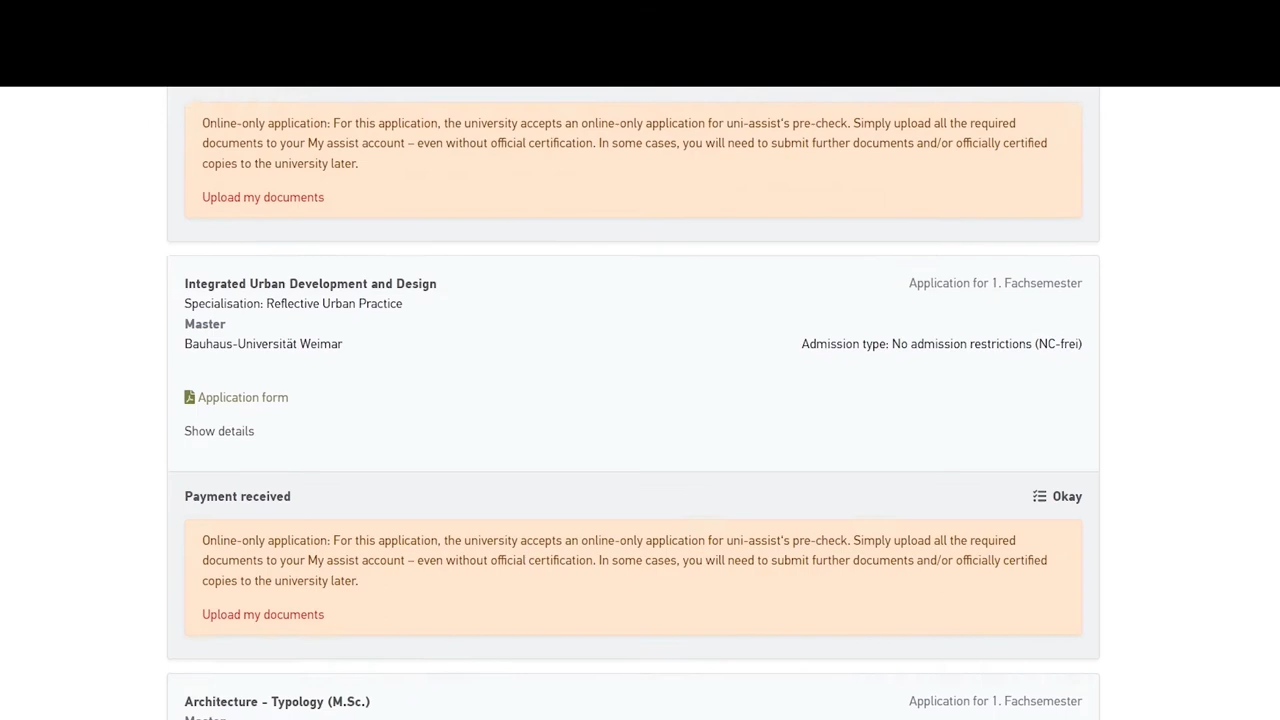 Online-only application: For this application, the university accepts an online-only application for uni-assist's pre-check. Simply upload all the required
documents to your My assist account – even without official certification. In some cases, you will need to submit further documents and/or officially certified
copies to the university later.
Upload my documents
Integrated Urban Development and Design
Application for 1. Fachsemester
Specialisation: Reflective Urban Practice
Master
Bauhaus-Universität Weimar
Admission type: No admission restrictions (NC-frei)
Application form
Show details
Payment received
Okay
Online-only application: For this application, the university accepts an online-only application for uni-assist's pre-check. Simply upload all the required
documents to your My assist account – even without official certification. In some cases, you will need to submit further documents and/or officially certified
copies to the university later.
Upload my documents
Architecture - Typology (M.Sc.)
Application for 1. Fachsemester
Master